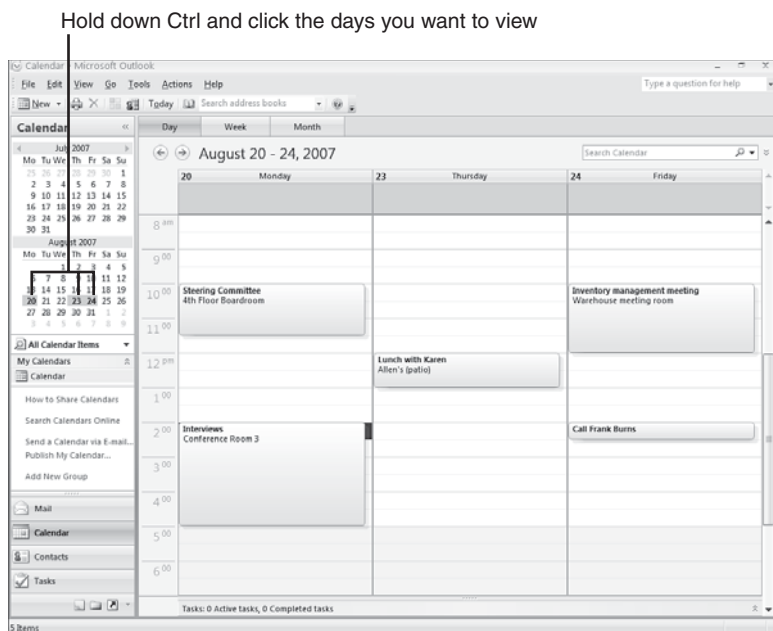 Hold down Ctrl and click the days you want to view
Calendar - Microsoft Outlook
File Edit View Go Tools Actions Help
Type a question for help
New Today Search address books
Calendar
Day Week Month
July 2007
Mo Tu We Th Fr Sa Su
25 26 27 28 29 30 1
2 3 4 5 6 7 8
9 10 11 12 13 14 15
16 17 18 19 20 21 22
23 24 25 26 27 28 29
30 31
August 2007
Mo Tu We Th Fr Sa Su
1 2 3 4 5
6 7 8 9 10 11 12
13 14 15 16 17 18 19
20 21 22 23 24 25 26
27 28 29 30 31 1 2
3 4 5 6 7 8 9
All Calendar Items
My Calendars
Calendar
How to Share Calendars
Search Calendars Online
Send a Calendar via E-mail...
Publish My Calendar...
Add New Group
Mail
Calendar
Contacts
Tasks
August 20 - 24, 2007
Search Calendar
20 Monday 23 Thursday 24 Friday
8 am
9 00
10 00
11 00
12 pm
1 00
2 00
3 00
4 00
5 00
6 00
Steering Committee
4th Floor Boardroom
Interviews
Conference Room 3
Lunch with Karen
Allen's (patio)
Inventory management meeting
Warehouse meeting room
Call Frank Burns
Tasks: 0 Active tasks, 0 Completed tasks
5 Items